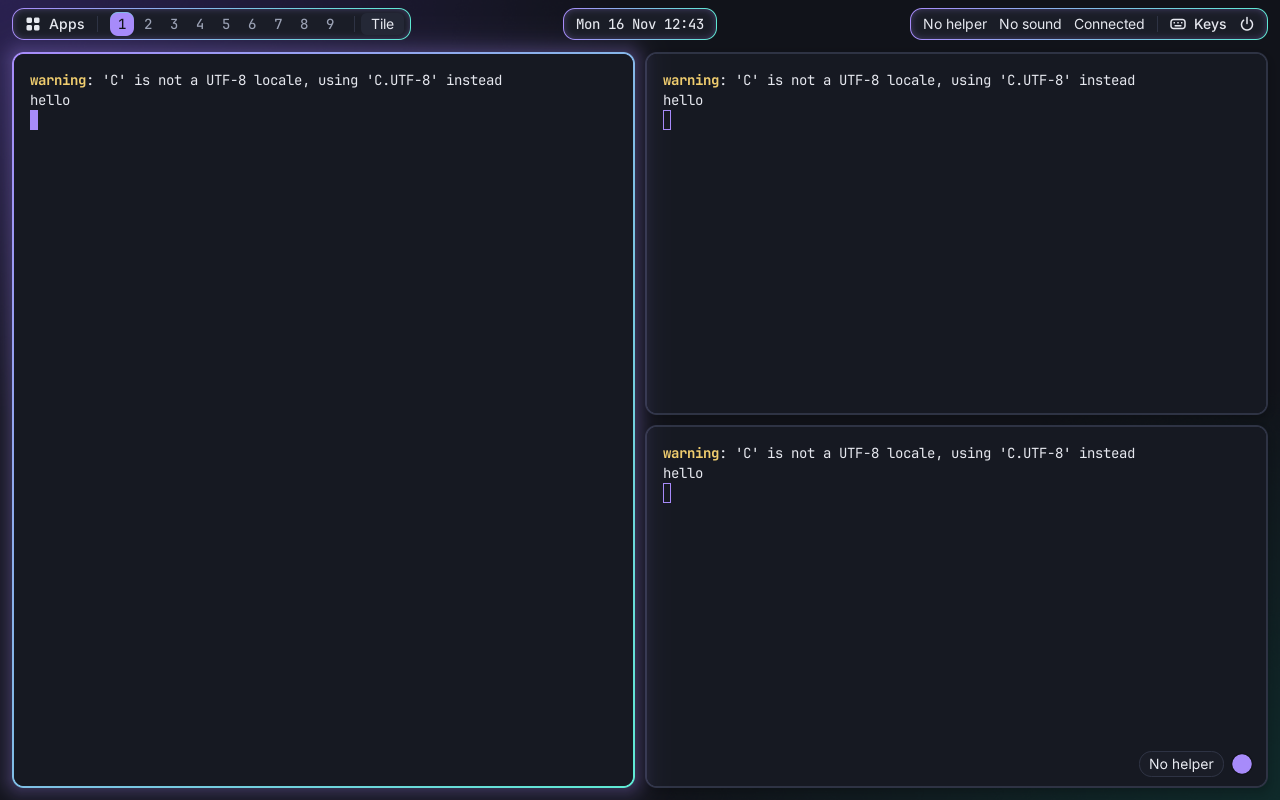 Apps 1 2 3 4 5 6 7 8 9 Tile
Mon 16 Nov 12:43
No helper No sound Connected Keys
warning: 'C' is not a UTF-8 locale, using 'C.UTF-8' instead
hello
warning: 'C' is not a UTF-8 locale, using 'C.UTF-8' instead
hello
warning: 'C' is not a UTF-8 locale, using 'C.UTF-8' instead
hello
No helper